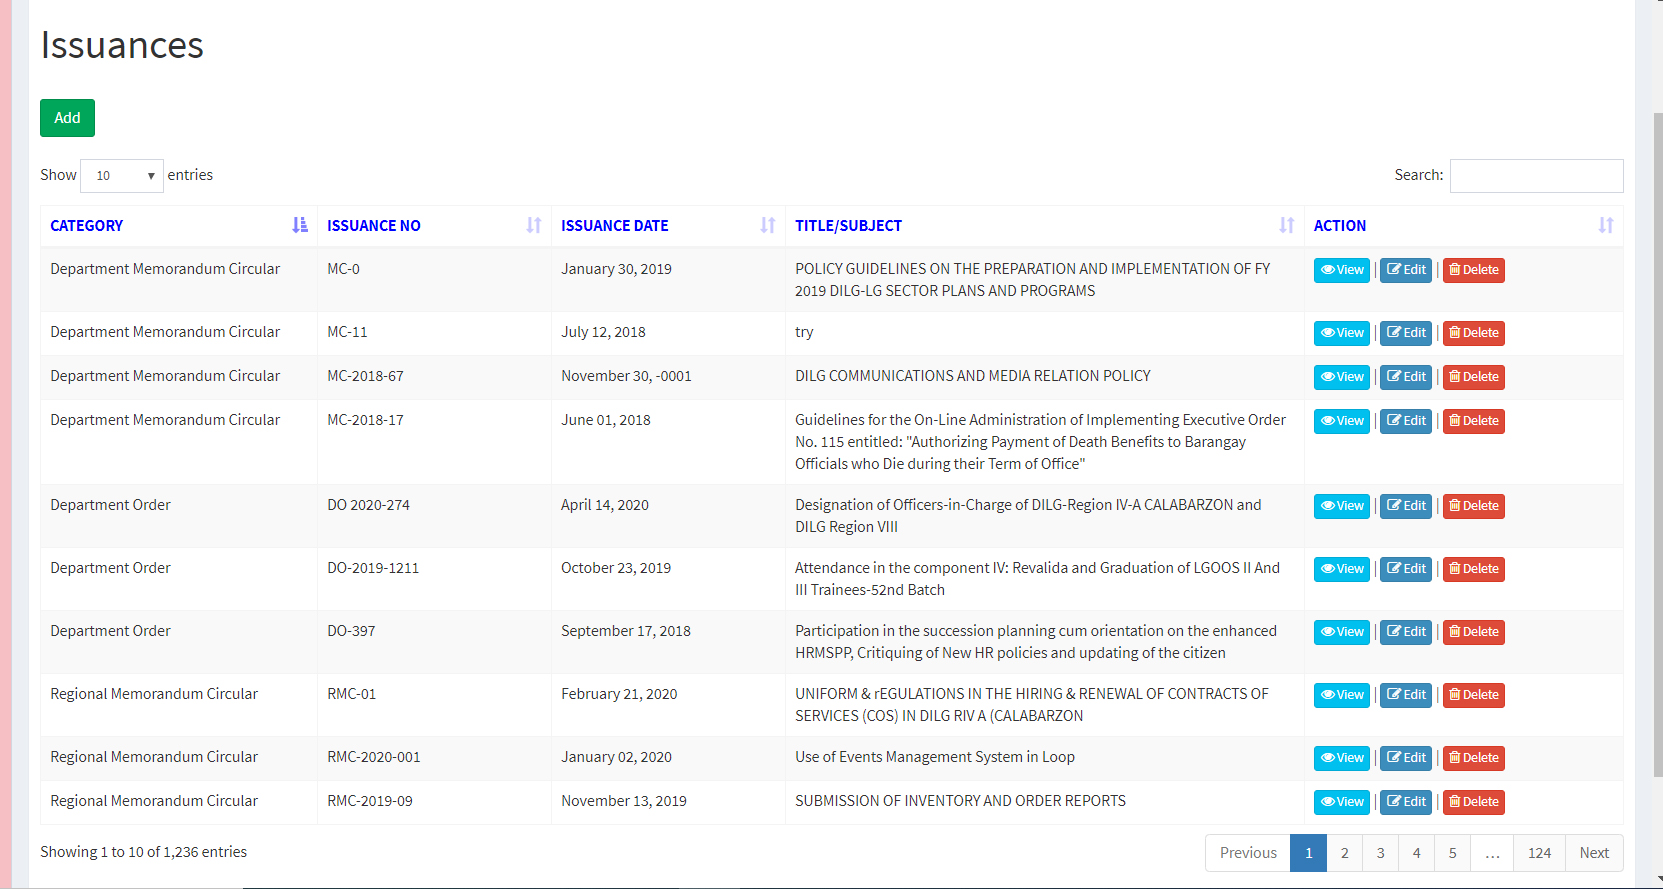 Issuances
Add
Show 10 entries
Search:
CATEGORY ISSUANCE NO ISSUANCE DATE TITLE/SUBJECT ACTION
Department Memorandum Circular MC-0 January 30, 2019 POLICY GUIDELINES ON THE PREPARATION AND IMPLEMENTATION OF FY View | Edit | Delete
2019 DILG-LG SECTOR PLANS AND PROGRAMS
Department Memorandum Circular MC-11 July 12, 2018 try View | Edit | Delete
Department Memorandum Circular MC-2018-67 November 30, -0001 DILG COMMUNICATIONS AND MEDIA RELATION POLICY View | Edit | Delete
Department Memorandum Circular MC-2018-17 June 01, 2018 Guidelines for the On-Line Administration of Implementing Executive Order View | Edit | Delete
No. 115 entitled: "Authorizing Payment of Death Benefits to Barangay
Officials who Die during their Term of Office"
Department Order DO 2020-274 April 14, 2020 Designation of Officers-in-Charge of DILG-Region IV-A CALABARZON and View | Edit | Delete
DILG Region VIII
Department Order DO-2019-1211 October 23, 2019 Attendance in the component IV: Revalida and Graduation of LGOOS II And View | Edit | Delete
III Trainees-52nd Batch
Department Order DO-397 September 17, 2018 Participation in the succession planning cum orientation on the enhanced View | Edit | Delete
HRMSPP, Critiquing of New HR policies and updating of the citizen
Regional Memorandum Circular RMC-01 February 21, 2020 UNIFORM & rEGULATIONS IN THE HIRING & RENEWAL OF CONTRACTS OF View | Edit | Delete
SERVICES (COS) IN DILG RIV A (CALABARZON
Regional Memorandum Circular RMC-2020-001 January 02, 2020 Use of Events Management System in Loop View | Edit | Delete
Regional Memorandum Circular RMC-2019-09 November 13, 2019 SUBMISSION OF INVENTORY AND ORDER REPORTS View | Edit | Delete
Showing 1 to 10 of 1,236 entries
Previous 1 2 3 4 5 … 124 Next